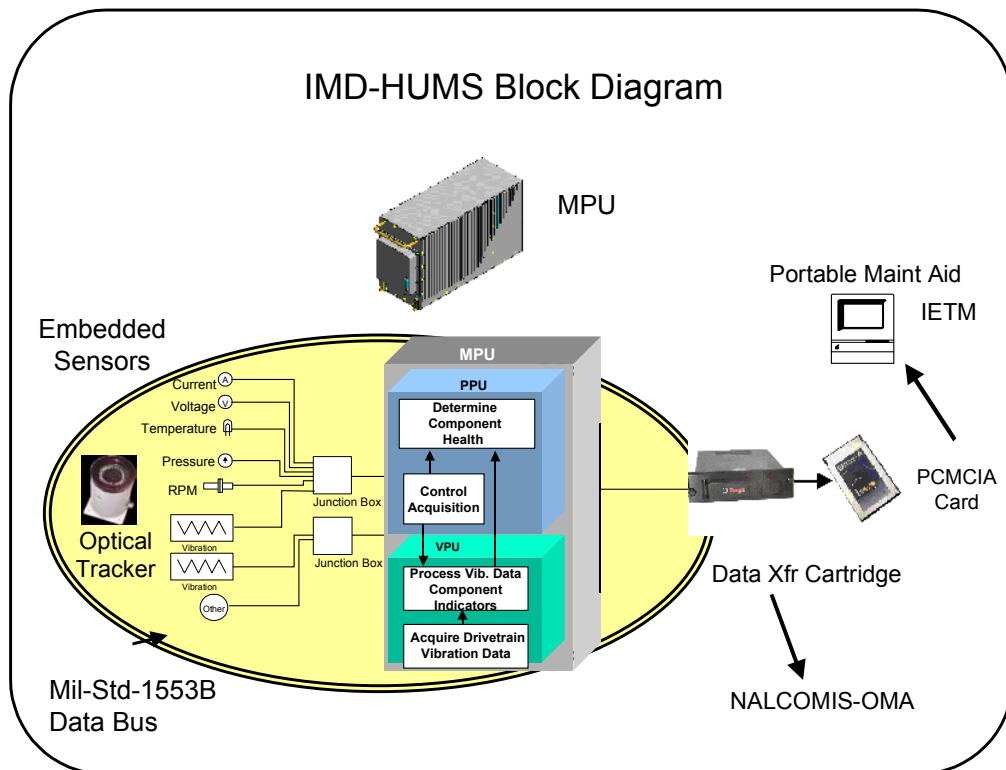 IMD-HUMS Block Diagram
MPU
Portable Maint Aid
IETM
Embedded
Sensors
MPU
PPU
Current
A
Voltage
V
Temperature
Pressure
RPM
Vibration
Vibration
Other
Optical
Tracker
Junction Box
Junction Box
Determine
Component
Health
Control
Acquisition
VPU
Process Vib. Data
Component
Indicators
Acquire Drivetrain
Vibration Data
PCMCIA
Card
Data Xfr Cartridge
Mil-Std-1553B
Data Bus
NALCOMIS-OMA